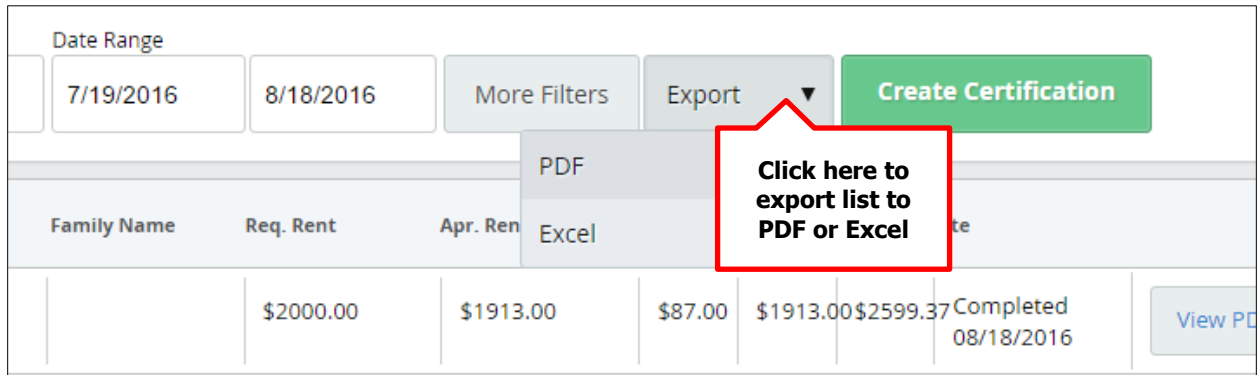 Date Range
7/19/2016 8/18/2016 More Filters Export ▼ Create Certification
PDF
Excel
Click here to
export list to
PDF or Excel
Family Name Req. Rent Apr. Ren te
$2000.00 $1913.00 $87.00 $1913.00 $2599.37 Completed
08/18/2016
View PD